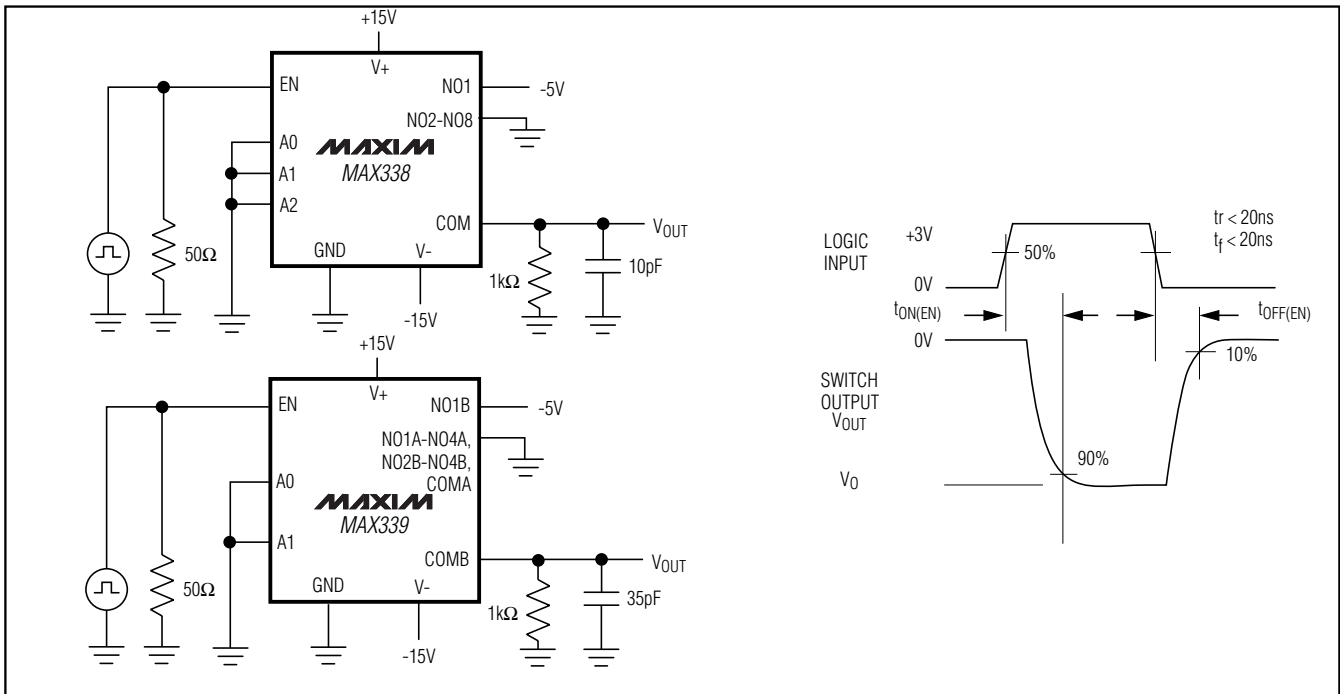 +15V
V+
EN
NO1
-5V
NO2-NO8
A0
MAXIM
MAX338
A1
A2
COM
VOUT
GND
V-
50Ω
1kΩ
10pF
-15V
+15V
V+
EN
NO1B
-5V
NO1A-NO4A,
NO2B-NO4B,
COMA
A0
MAXIM
MAX339
A1
COMB
VOUT
GND
V-
50Ω
1kΩ
35pF
-15V
LOGIC
INPUT
+3V
50%
tr < 20ns
tf < 20ns
0V
tON(EN)
tOFF(EN)
0V
10%
SWITCH
OUTPUT
VOUT
90%
VO